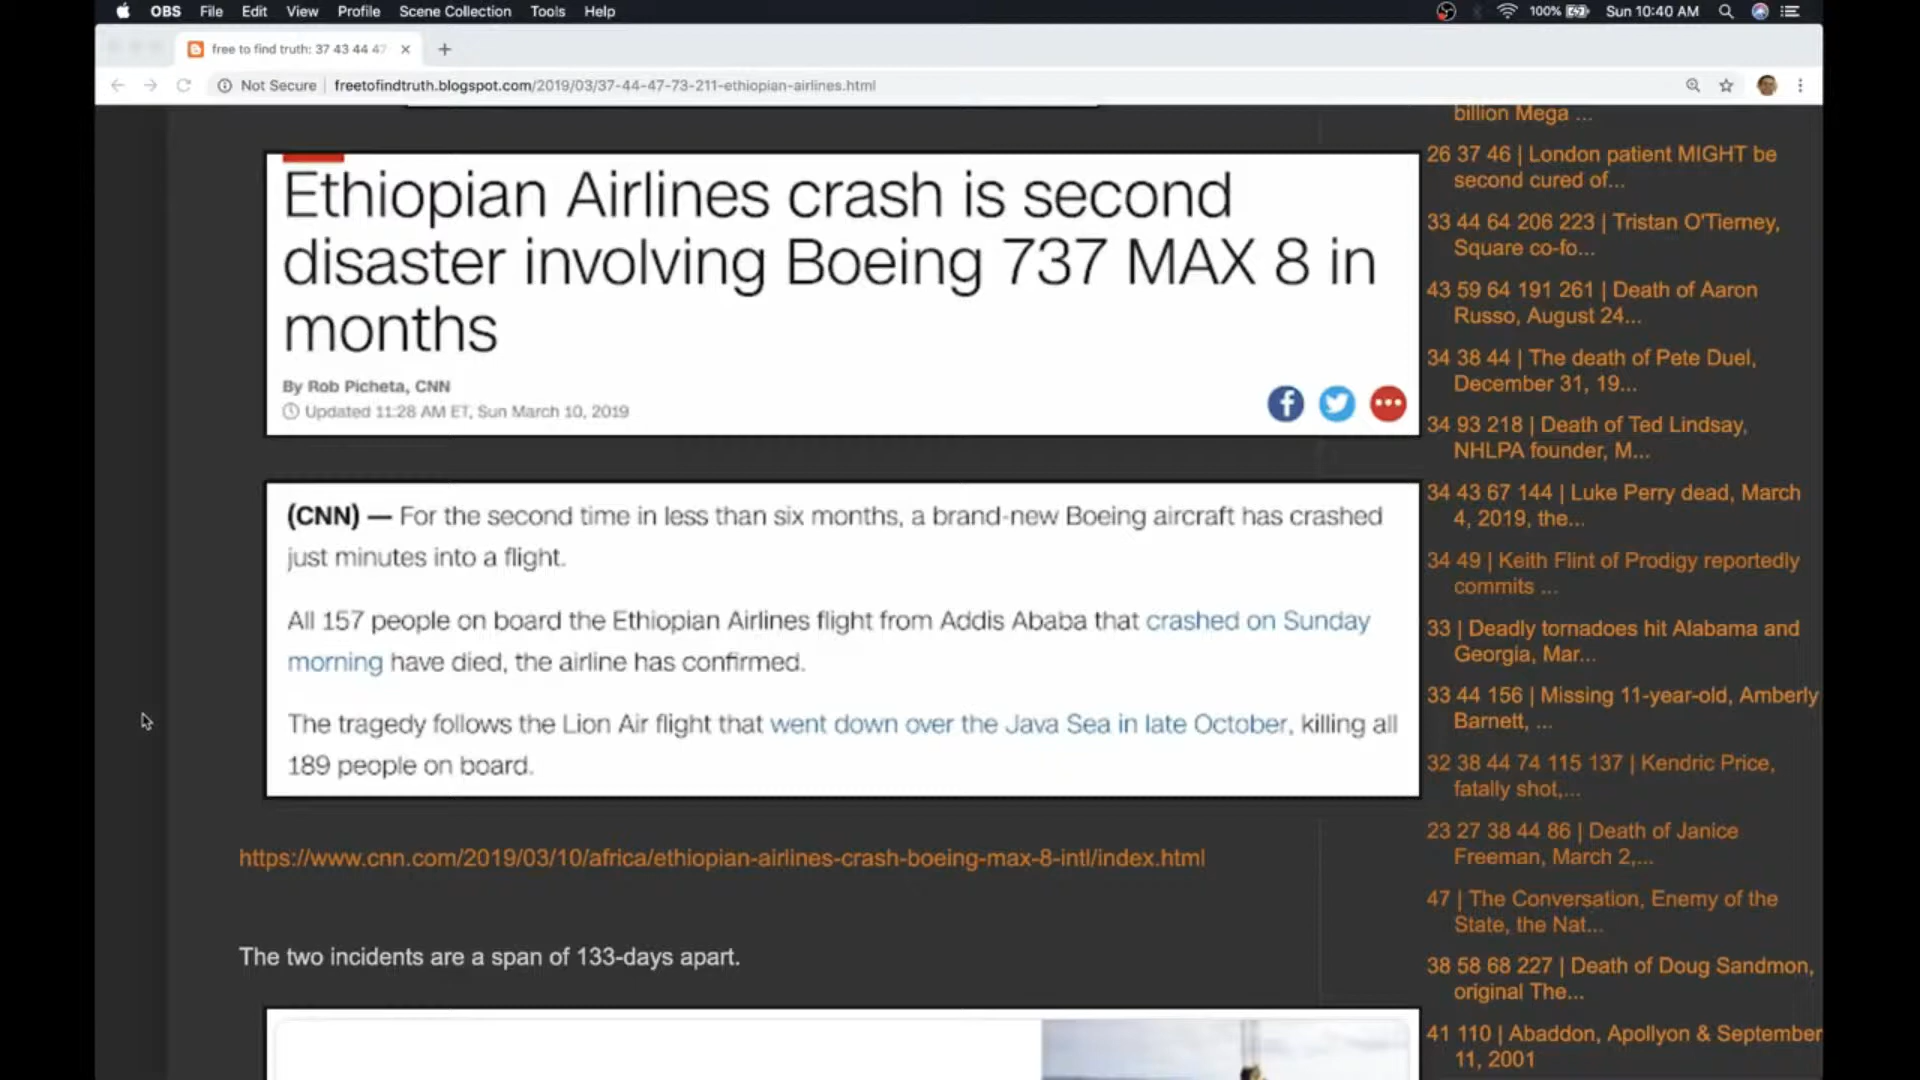 OBS File Edit View Profile Scene Collection Tools Help 100% Sun 10:40 AM
free to find truth: 37 43 44 47
Not Secure | freetofindtruth.blogspot.com/2019/03/37-44-47-73-211-ethiopian-airlines.html
Ethiopian Airlines crash is second
disaster involving Boeing 737 MAX 8 in
months
By Rob Picheta, CNN
Updated 11:28 AM ET, Sun March 10, 2019
(CNN) — For the second time in less than six months, a brand-new Boeing aircraft has crashed
just minutes into a flight.
All 157 people on board the Ethiopian Airlines flight from Addis Ababa that crashed on Sunday
morning have died, the airline has confirmed.
The tragedy follows the Lion Air flight that went down over the Java Sea in late October, killing all
189 people on board.
https://www.cnn.com/2019/03/10/africa/ethiopian-airlines-crash-boeing-max-8-intl/index.html
The two incidents are a span of 133-days apart.
billion Mega ...
26 37 46 | London patient MIGHT be
second cured of...
33 44 64 206 223 | Tristan O'Tierney,
Square co-fo...
43 59 64 191 261 | Death of Aaron
Russo, August 24...
34 38 44 | The death of Pete Duel,
December 31, 19...
34 93 218 | Death of Ted Lindsay,
NHLPA founder, M...
34 43 67 144 | Luke Perry dead, March
4, 2019, the...
34 49 | Keith Flint of Prodigy reportedly
commits ...
33 | Deadly tornadoes hit Alabama and
Georgia, Mar...
33 44 156 | Missing 11-year-old, Amberly
Barnett, ...
32 38 44 74 115 137 | Kendric Price,
fatally shot,...
23 27 38 44 86 | Death of Janice
Freeman, March 2,...
47 | The Conversation, Enemy of the
State, the Nat...
38 58 68 227 | Death of Doug Sandmon,
original The...
41 110 | Abaddon, Apollyon & September
11, 2001